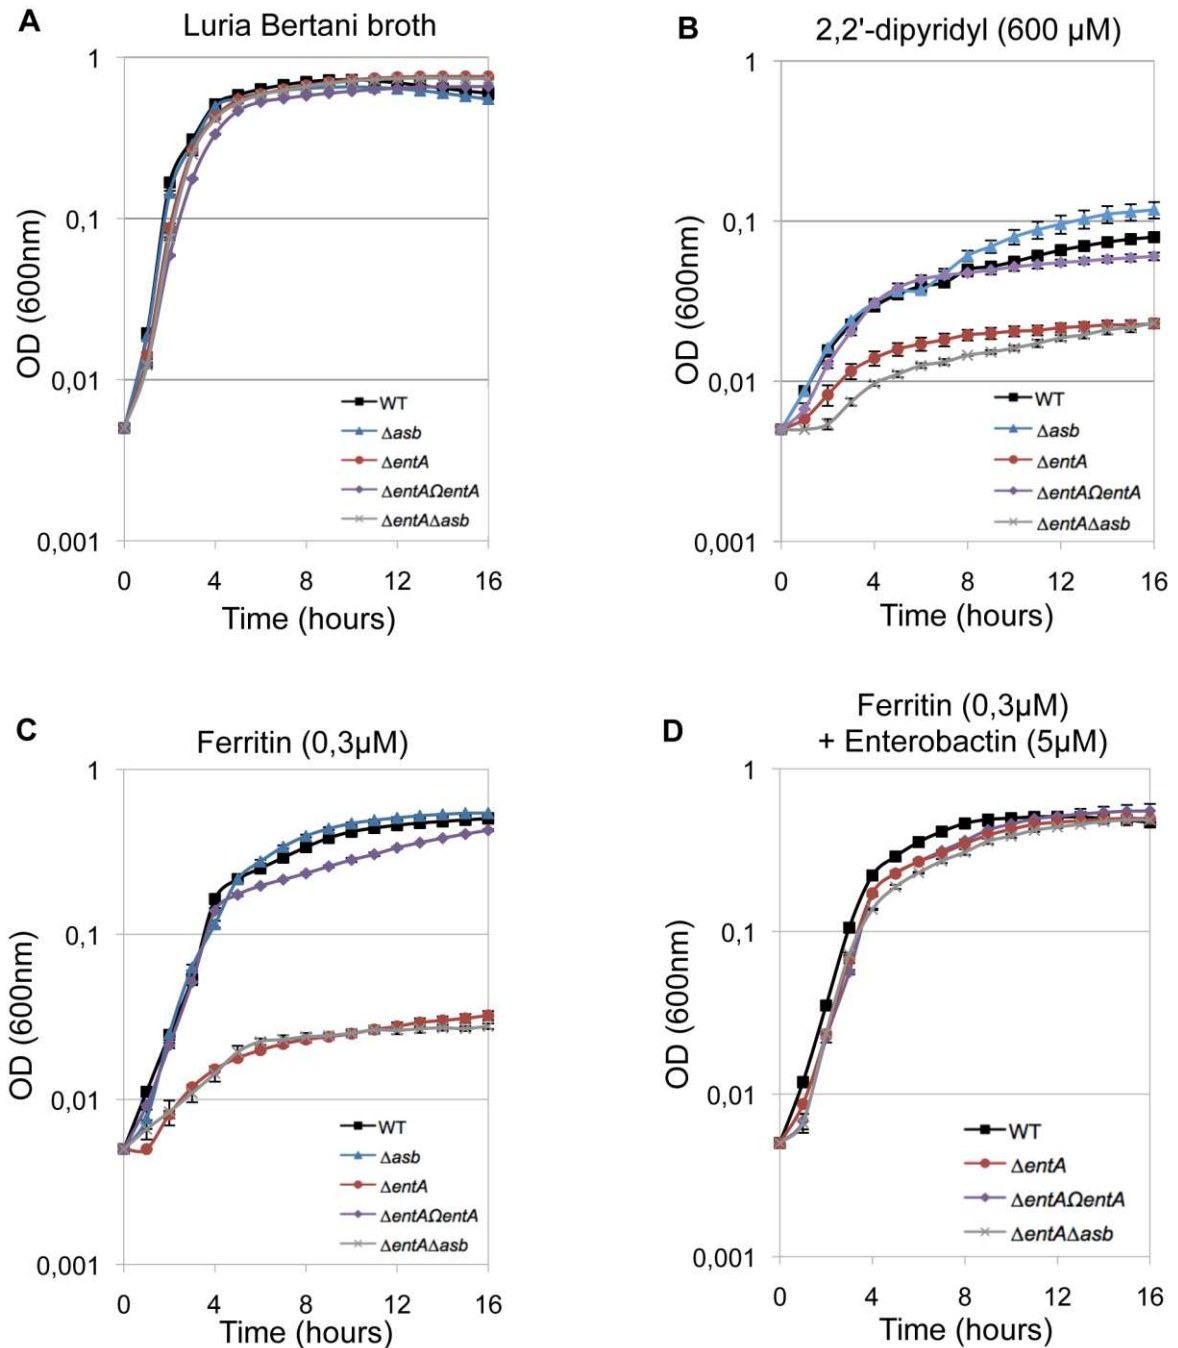 A
Luria Bertani broth
1
0,1
0,01
0,001
OD (600nm)
WT
Δasb
ΔentA
ΔentAΩentA
ΔentAΔasb
0 4 8 12 16
Time (hours)
B
2,2'-dipyridyl (600 µM)
1
0,1
0,01
0,001
OD (600nm)
WT
Δasb
ΔentA
ΔentAΩentA
ΔentAΔasb
0 4 8 12 16
Time (hours)
C
Ferritin (0,3µM)
1
0,1
0,01
0,001
OD (600nm)
WT
Δasb
ΔentA
ΔentAΩentA
ΔentAΔasb
0 4 8 12 16
Time (hours)
D
Ferritin (0,3µM)
+ Enterobactin (5µM)
1
0,1
0,01
0,001
OD (600nm)
WT
ΔentA
ΔentAΩentA
ΔentAΔasb
0 4 8 12 16
Time (hours)